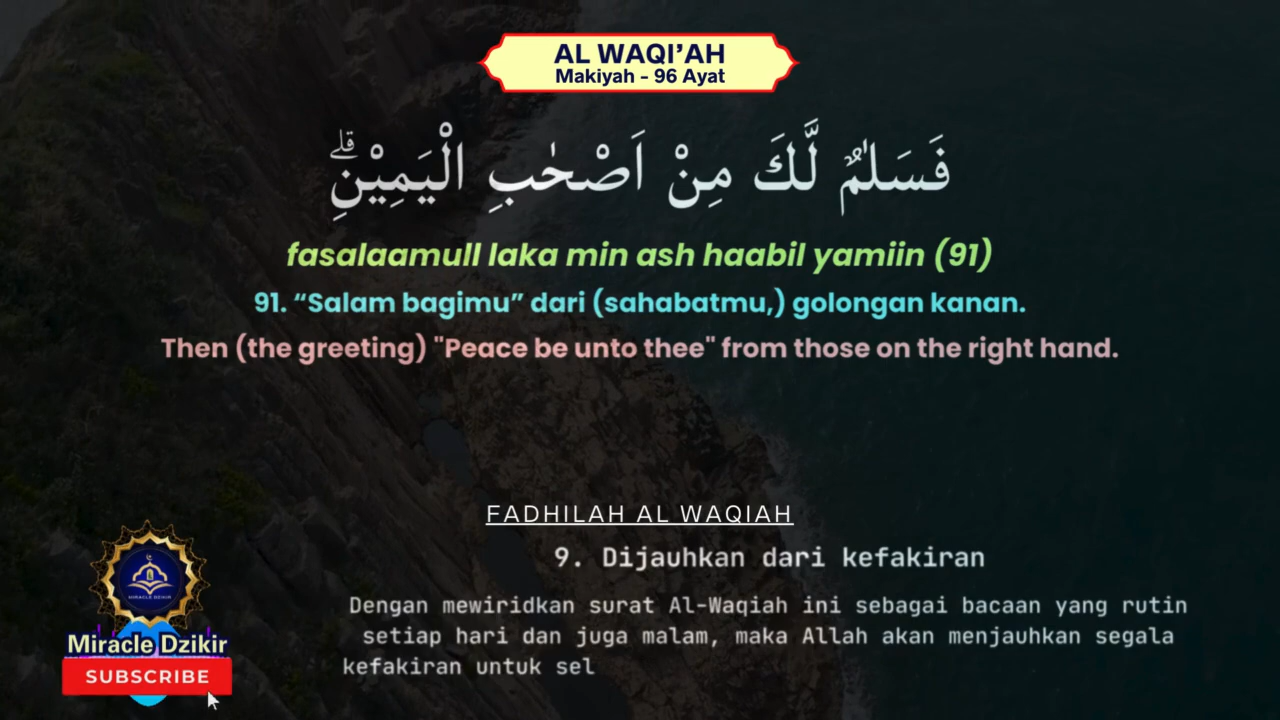 AL WAQI’AH
Makiyah - 96 Ayat
فَسَلٰمٌ لَّكَ مِنْ اَصْحٰبِ الْيَمِيْنِۗ
fasalaamull laka min ash haabil yamiin (91)
91. “Salam bagimu” dari (sahabatmu,) golongan kanan.
Then (the greeting) "Peace be unto thee" from those on the right hand.
FADHILAH AL WAQIAH
9. Dijauhkan dari kefakiran
Dengan mewiridkan surat Al-Waqiah ini sebagai bacaan yang rutin
setiap hari dan juga malam, maka Allah akan menjauhkan segala
kefakiran untuk sel
MIRACLE DZIKIR
Miracle Dzikir
SUBSCRIBE